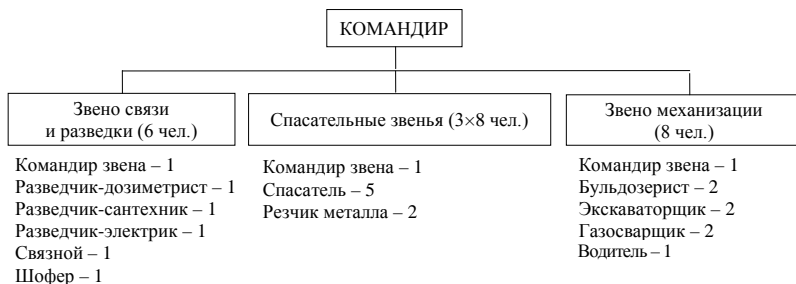 КОМАНДИР
Звено связи
и разведки (6 чел.)
Командир звена – 1
Разведчик-дозиметрист – 1
Разведчик-сантехник – 1
Разведчик-электрик – 1
Связной – 1
Шофер – 1
Спасательные звенья (3×8 чел.)
Командир звена – 1
Спасатель – 5
Резчик металла – 2
Звено механизации
(8 чел.)
Командир звена – 1
Бульдозерист – 2
Экскаваторщик – 2
Газосварщик – 2
Водитель – 1